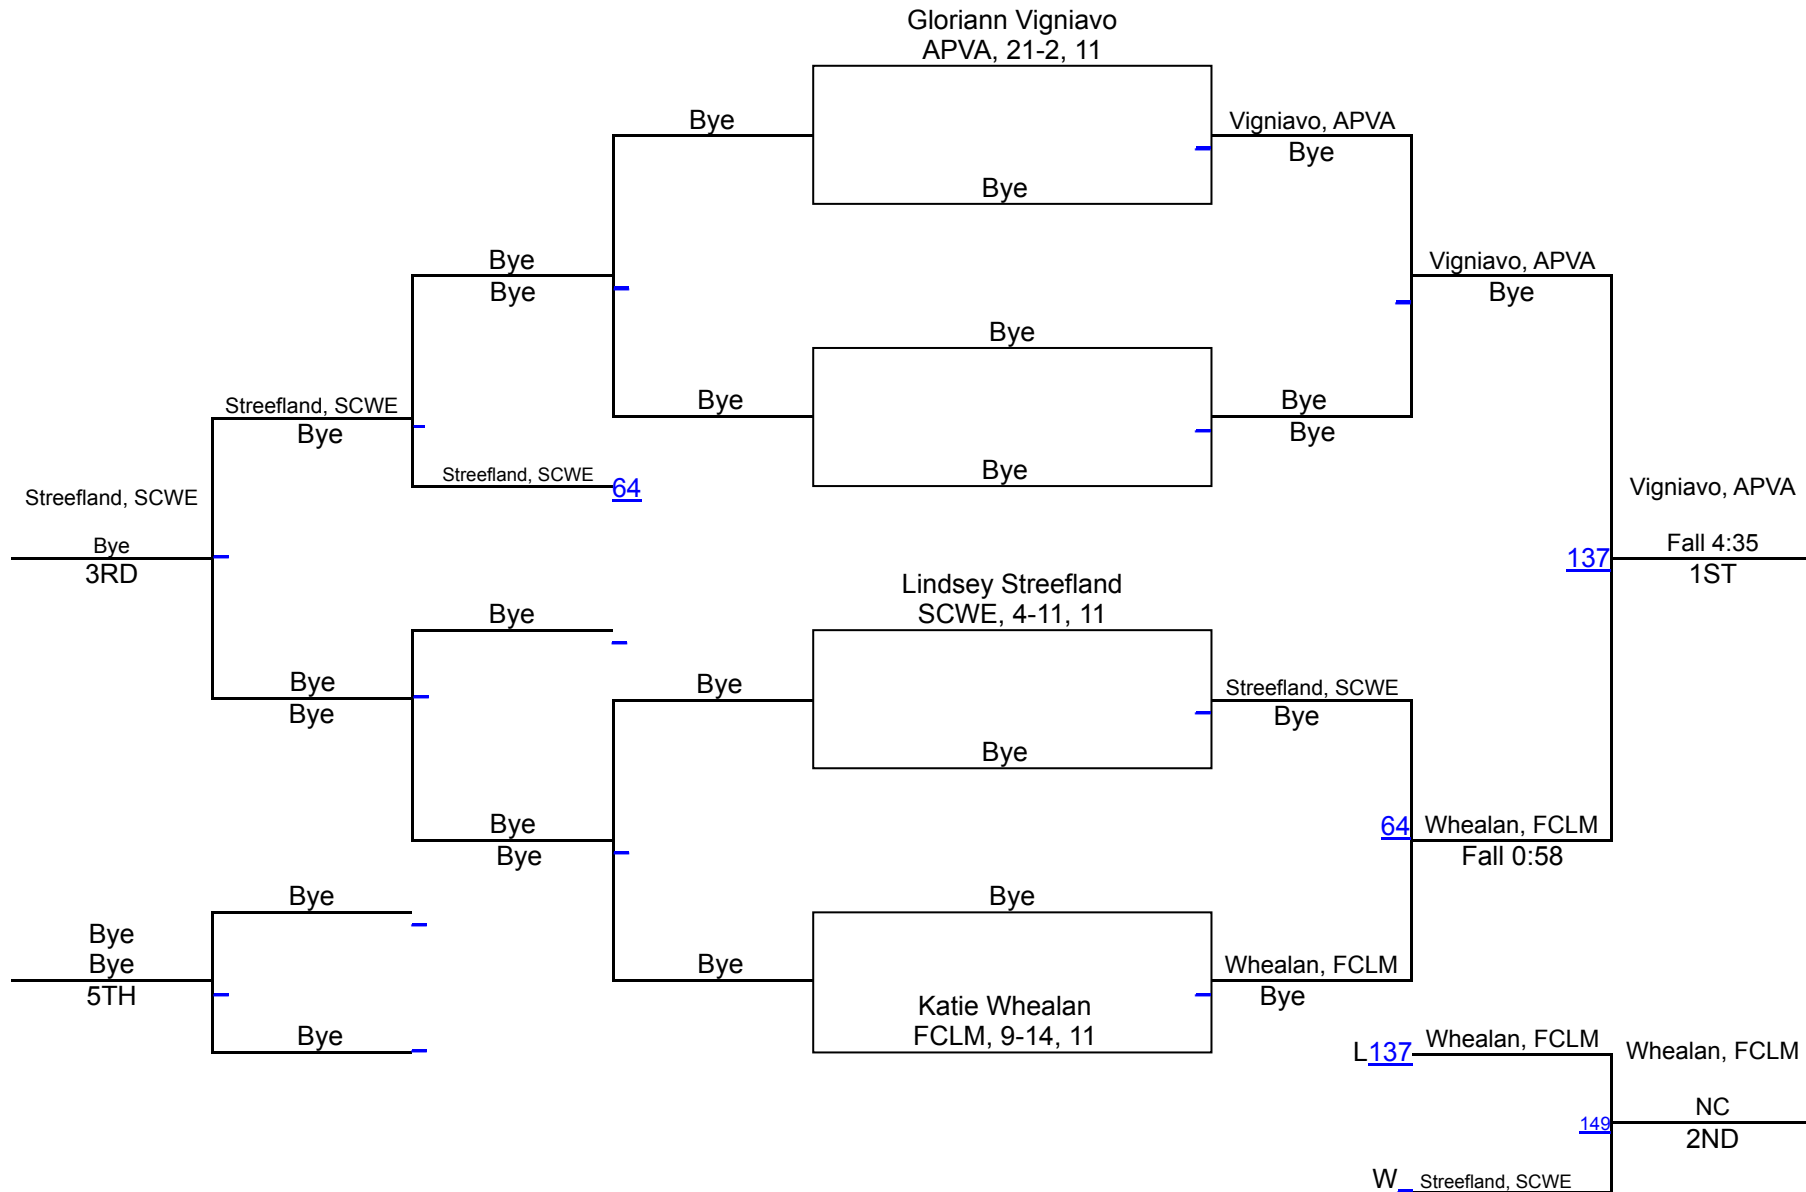 Gloriann Vigniavo
APVA, 21-2, 11
Bye
Vigniavo, APVA
Bye
Bye
Bye
Bye
Vigniavo, APVA
Bye
Bye
Bye
Bye
Bye
Bye
Streefland, SCWE
Bye
Streefland, SCWE
64
Streefland, SCWE
Bye
3RD
Vigniavo, APVA
137
Fall 4:35
1ST
Lindsey Streefland
SCWE, 4-11, 11
Bye
Bye
Streefland, SCWE
Bye
Bye
Bye
Bye
Bye
Bye
64
Whealan, FCLM
Fall 0:58
Bye
Bye
Bye
Bye
5TH
Bye
Bye
Katie Whealan
FCLM, 9-14, 11
Whealan, FCLM
Bye
L137
Whealan, FCLM
Whealan, FCLM
149
NC
2ND
W
Streefland, SCWE